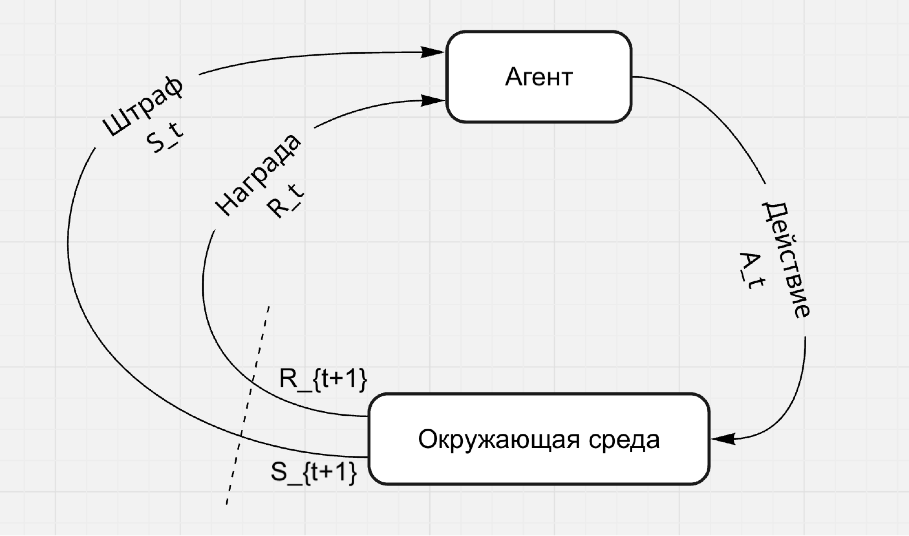 Агент
Штраф
S_t
Награда
R_t
Действие
A_t
R_{t+1}
Окружающая среда
S_{t+1}